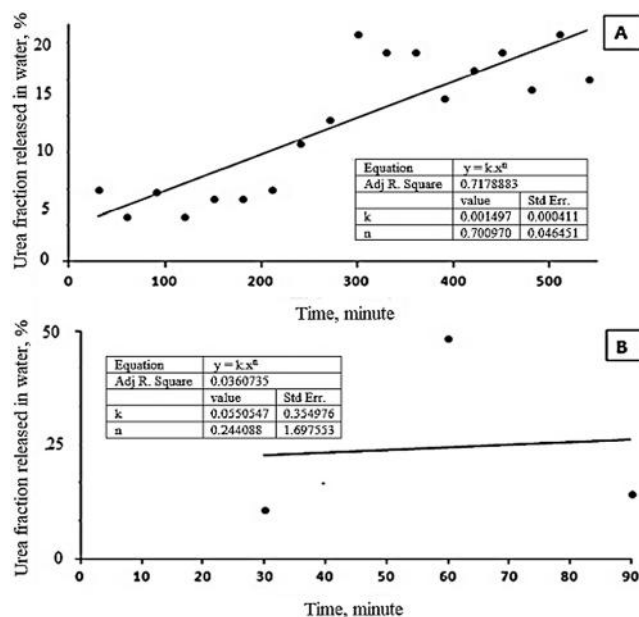 A
Urea fraction released in water, %
20
15
10
5
0
Equation y = k.xⁿ
Adj R. Square 0.7178883
value Std Err.
k 0.001497 0.000411
n 0.700970 0.046451
0 100 200 300 400 500
Time, minute
B
Urea fraction released in water, %
50
25
0
Equation y = k.xⁿ
Adj R. Square 0.0360735
value Std Err.
k 0.0550547 0.354976
n 0.244088 1.697553
0 10 20 30 40 50 60 70 80 90
Time, minute